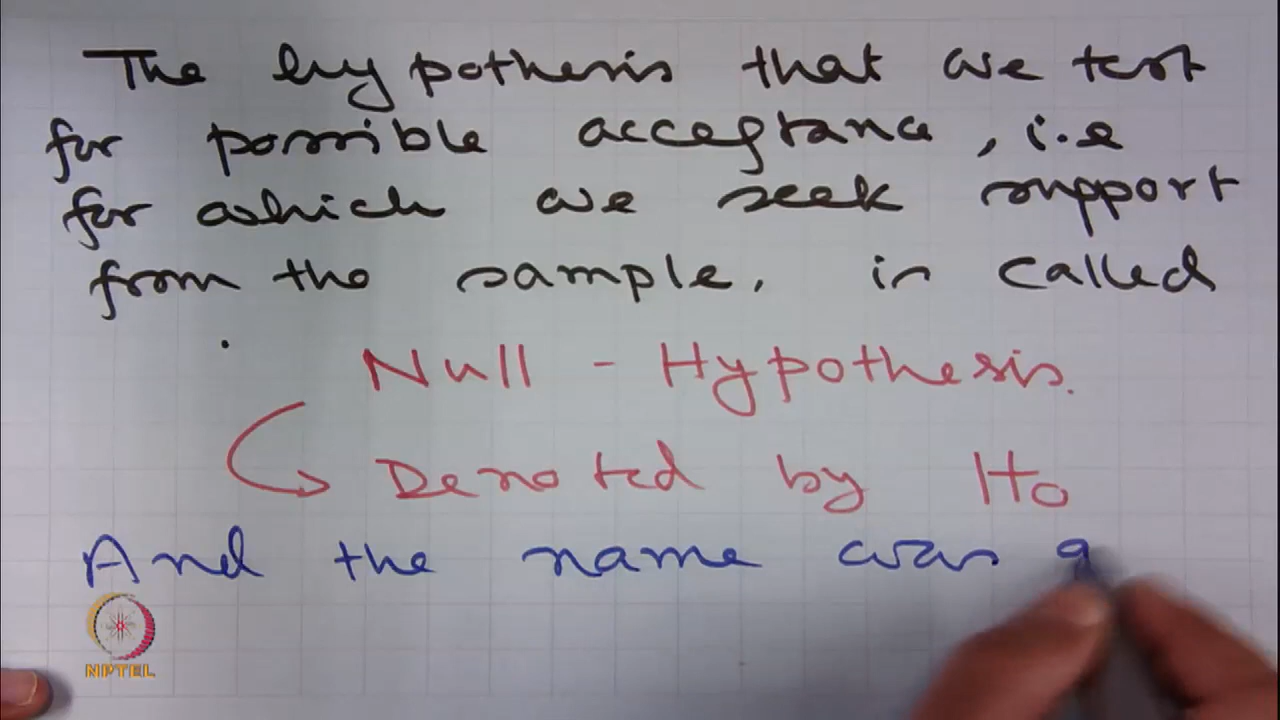 The hypothesis that we test
for possible acceptance, i.e
for which we seek support
from the sample. is called
Null - Hypothesis.
Denoted by H0
And the name was g
NPTEL